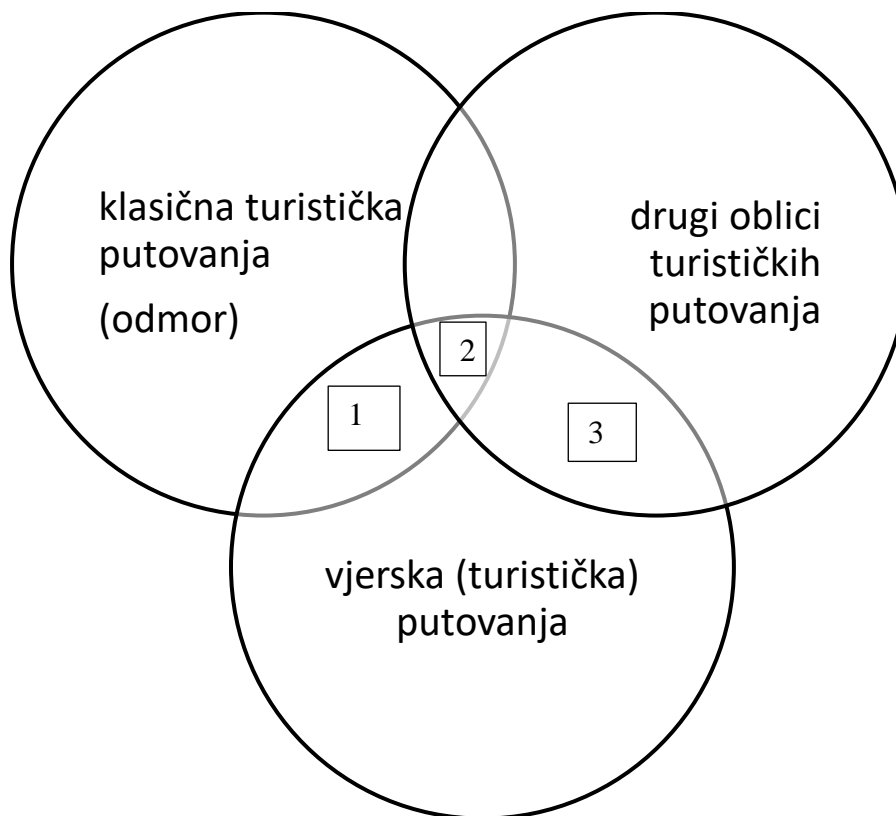 klasična turistička
putovanja
(odmor)
drugi oblici
turističkih
putovanja
2
1
3
vjerska (turistička)
putovanja